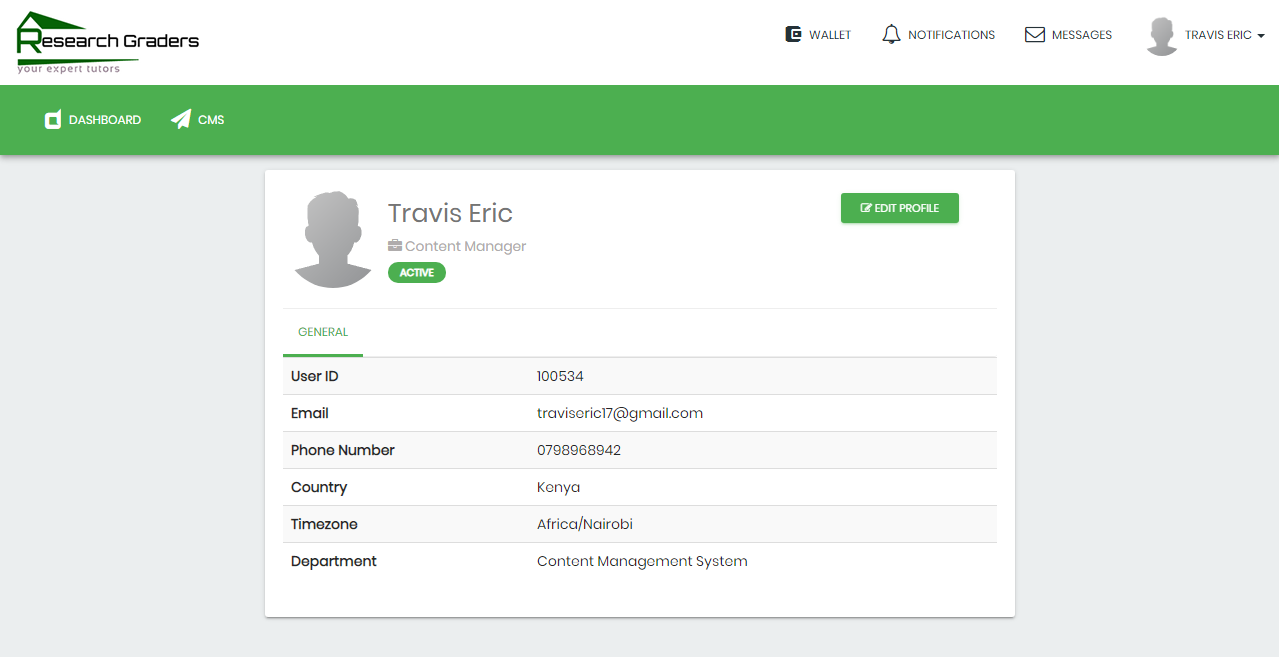 Research Graders
your expert tutors
WALLET
NOTIFICATIONS
MESSAGES
TRAVIS ERIC
DASHBOARD
CMS
Travis Eric
EDIT PROFILE
Content Manager
ACTIVE
GENERAL
User ID 100534
Email traviseric17@gmail.com
Phone Number 0798968942
Country Kenya
Timezone Africa/Nairobi
Department Content Management System